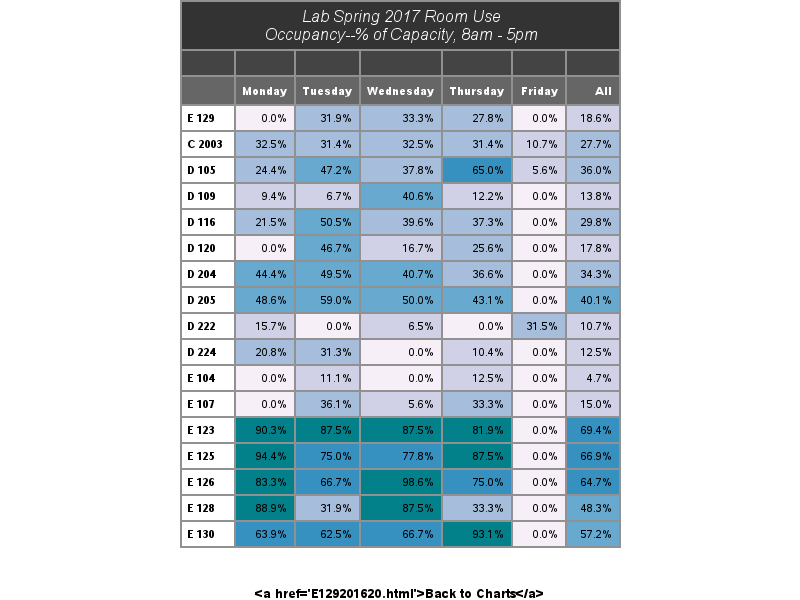 Lab Spring 2017 Room Use
Occupancy--% of Capacity, 8am - 5pm
Monday Tuesday Wednesday Thursday Friday All
E 129 0.0% 31.9% 33.3% 27.8% 0.0% 18.6%
C 2003 32.5% 31.4% 32.5% 31.4% 10.7% 27.7%
D 105 24.4% 47.2% 37.8% 65.0% 5.6% 36.0%
D 109 9.4% 6.7% 40.6% 12.2% 0.0% 13.8%
D 116 21.5% 50.5% 39.6% 37.3% 0.0% 29.8%
D 120 0.0% 46.7% 16.7% 25.6% 0.0% 17.8%
D 204 44.4% 49.5% 40.7% 36.6% 0.0% 34.3%
D 205 48.6% 59.0% 50.0% 43.1% 0.0% 40.1%
D 222 15.7% 0.0% 6.5% 0.0% 31.5% 10.7%
D 224 20.8% 31.3% 0.0% 10.4% 0.0% 12.5%
E 104 0.0% 11.1% 0.0% 12.5% 0.0% 4.7%
E 107 0.0% 36.1% 5.6% 33.3% 0.0% 15.0%
E 123 90.3% 87.5% 87.5% 81.9% 0.0% 69.4%
E 125 94.4% 75.0% 77.8% 87.5% 0.0% 66.9%
E 126 83.3% 66.7% 98.6% 75.0% 0.0% 64.7%
E 128 88.9% 31.9% 87.5% 33.3% 0.0% 48.3%
E 130 63.9% 62.5% 66.7% 93.1% 0.0% 57.2%
<a href='E129201620.html'>Back to Charts</a>